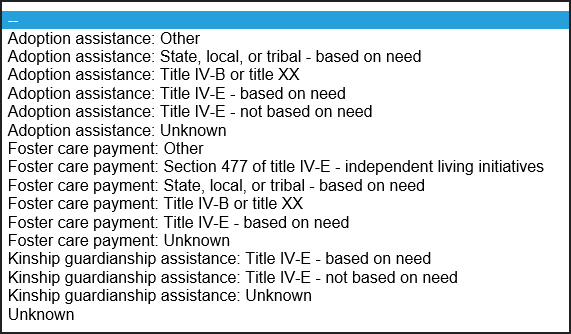 --
Adoption assistance: Other
Adoption assistance: State, local, or tribal - based on need
Adoption assistance: Title IV-B or title XX
Adoption assistance: Title IV-E - based on need
Adoption assistance: Title IV-E - not based on need
Adoption assistance: Unknown
Foster care payment: Other
Foster care payment: Section 477 of title IV-E - independent living initiatives
Foster care payment: State, local, or tribal - based on need
Foster care payment: Title IV-B or title XX
Foster care payment: Title IV-E - based on need
Foster care payment: Unknown
Kinship guardianship assistance: Title IV-E - based on need
Kinship guardianship assistance: Title IV-E - not based on need
Kinship guardianship assistance: Unknown
Unknown